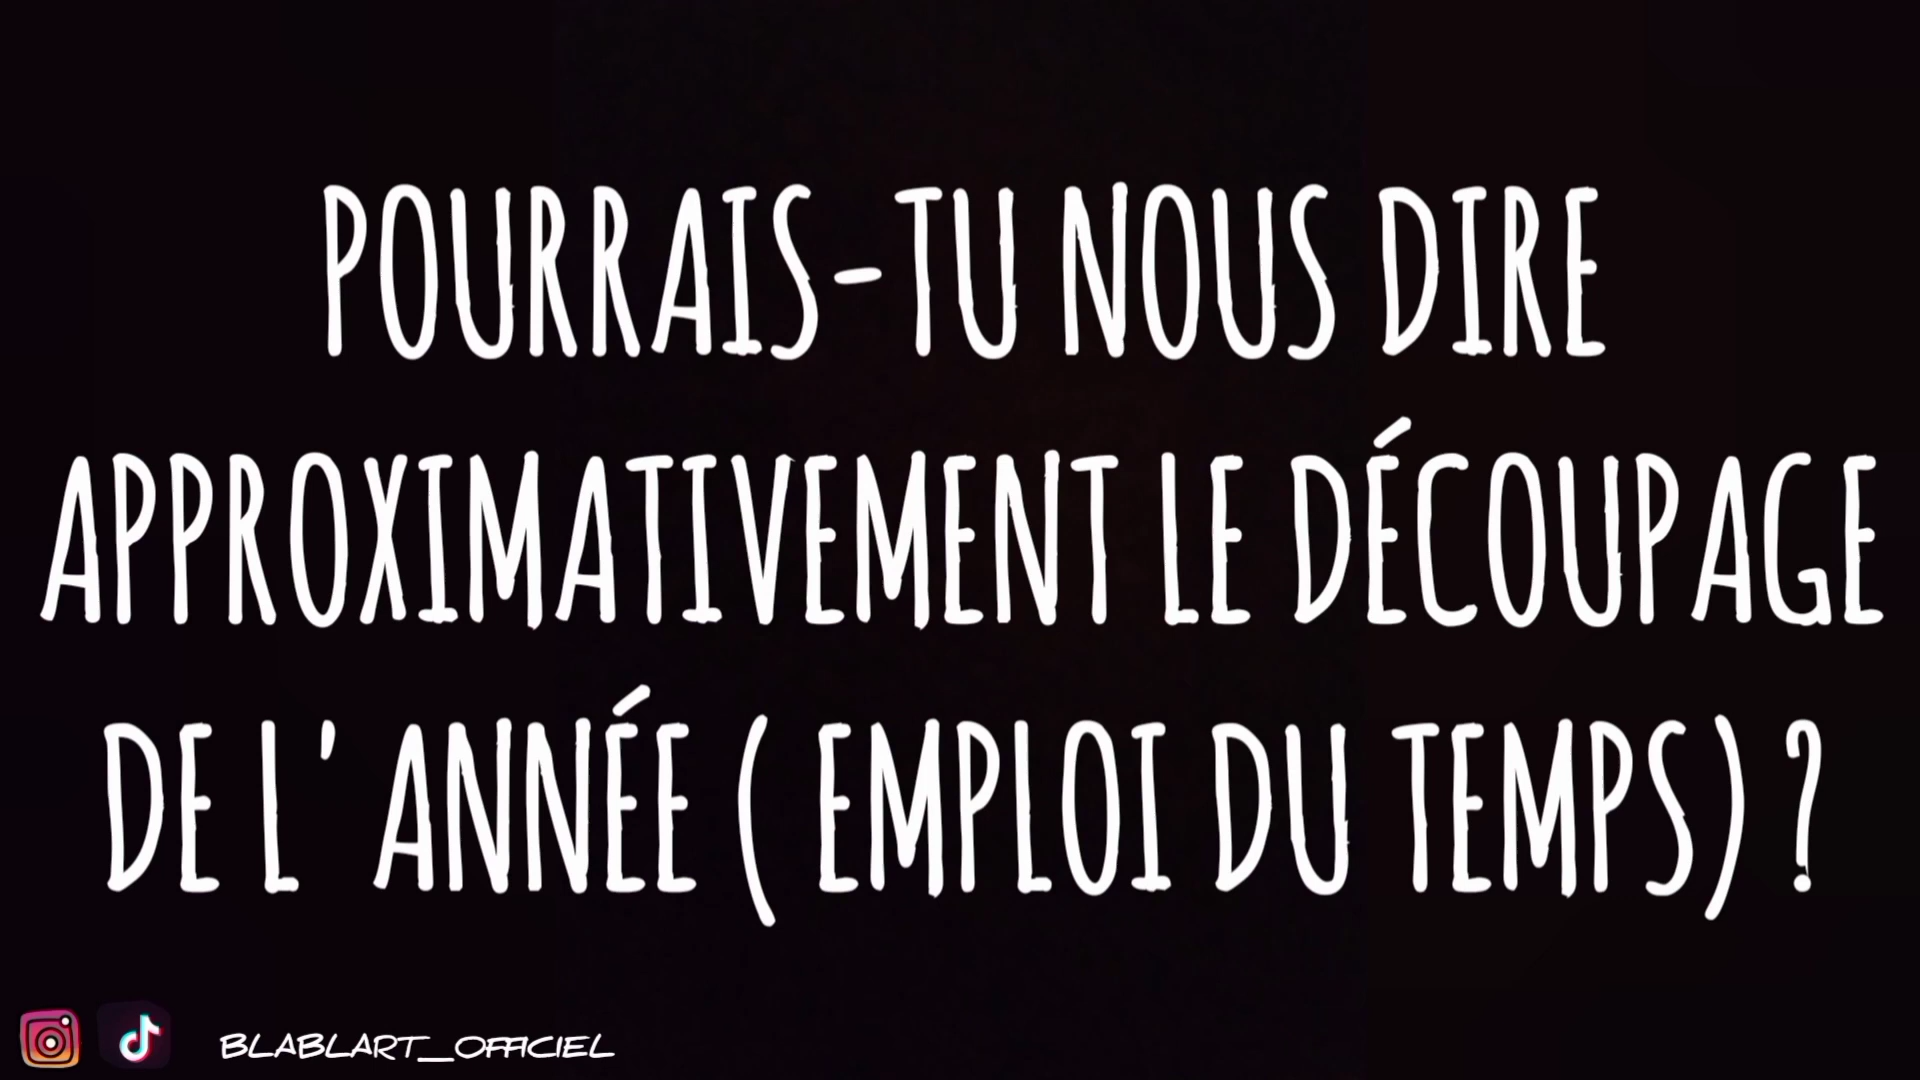 POURRAIS-TU NOUS DIRE
APPROXIMATIVEMENT LE DÉCOUPAGE
DE L' ANNÉE ( EMPLOI DU TEMPS) ?
BLABLART_OFFICIEL